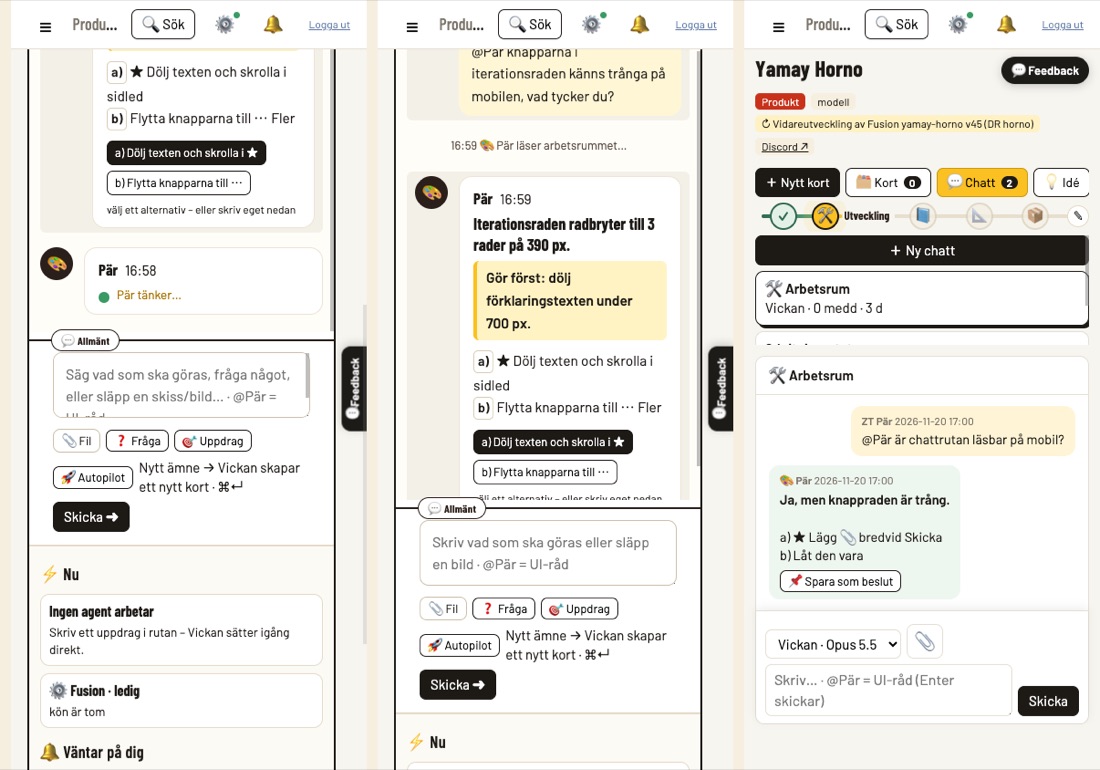 Produ...
🔍 Sök
Logga ut
a) ★ Dölj texten och skrolla i
sidled
b) Flytta knapparna till ··· Fler
a) Dölj texten och skrolla i ★
b) Flytta knapparna till ···
välj ett alternativ – eller skriv eget nedan
Pär 16:58
Pär tänker...
💬 Allmänt
Säg vad som ska göras, fråga något,
eller släpp en skiss/bild... · @Pär =
UI-råd
📎 Fil
❓ Fråga
🎯 Uppdrag
🚀 Autopilot
Nytt ämne → Vickan skapar
ett nytt kort · ⌘↵
Skicka ➜
💬 Feedback
⚡ Nu
Ingen agent arbetar
Skriv ett uppdrag i rutan – Vickan sätter igång
direkt.
⚙️ Fusion · ledig
kön är tom
🔔 Väntar på dig
Produ...
🔍 Sök
Logga ut
@Pär knapparna i
iterationsraden känns trånga på
mobilen, vad tycker du?
16:59 🎨 Pär läser arbetsrummet...
Pär 16:59
Iterationsraden radbryter till 3
rader på 390 px.
Gör först: dölj
förklaringstexten under
700 px.
a) ★ Dölj texten och skrolla i
sidled
b) Flytta knapparna till ··· Fler
a) Dölj texten och skrolla i ★
b) Flytta knapparna till ···
välj ett alternativ – eller skriv eget nedan
💬 Allmänt
Skriv vad som ska göras eller släpp
en bild · @Pär = UI-råd
📎 Fil
❓ Fråga
🎯 Uppdrag
🚀 Autopilot
Nytt ämne → Vickan skapar
ett nytt kort · ⌘↵
Skicka ➜
💬 Feedback
⚡ Nu
Produ...
🔍 Sök
Logga ut
Yamay Horno
💬 Feedback
Produkt
modell
↻ Vidareutveckling av Fusion yamay-horno v45 (DR horno)
Discord ↗
+ Nytt kort
🗂️ Kort 0
💬 Chatt 2
💡 Idé
✓ 🛠️ Utveckling
+ Ny chatt
🛠️ Arbetsrum
Vickan · 0 medd · 3 d
🛠️ Arbetsrum
ZT Pär 2026-11-20 17:00
@Pär är chattrutan läsbar på mobil?
🎨 Pär 2026-11-20 17:00
Ja, men knappraden är trång.
a) ★ Lägg 📎 bredvid Skicka
b) Låt den vara
📌 Spara som beslut
Vickan · Opus 5.5
Skriv... · @Pär = UI-råd (Enter
skickar)
Skicka